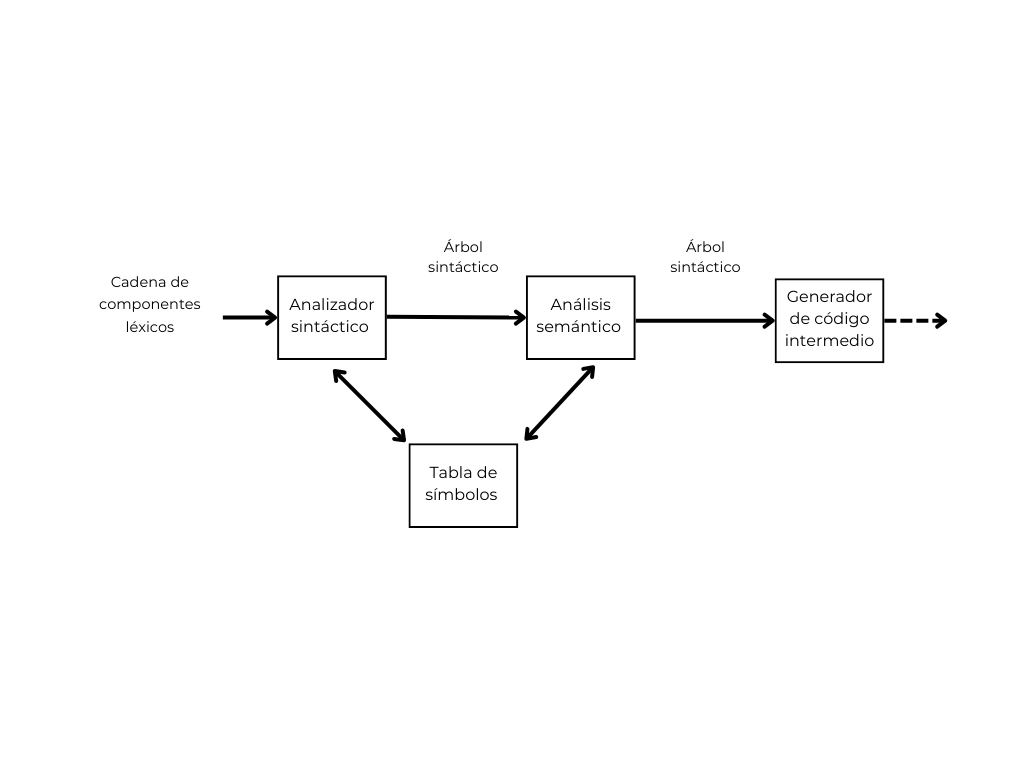 Cadena de
componentes
léxicos
Analizador
sintáctico
Árbol
sintáctico
Análisis
semántico
Árbol
sintáctico
Generador
de código
intermedio
Tabla de
símbolos